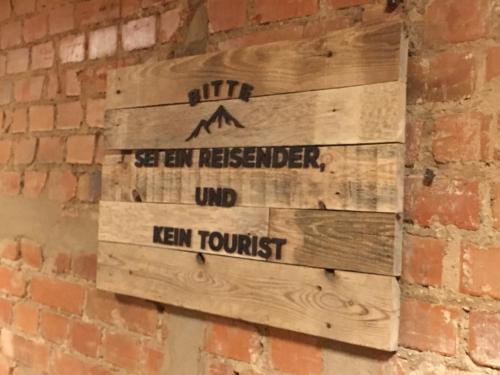 BITTE
SEI EIN REISENDER,
UND
KEIN TOURIST